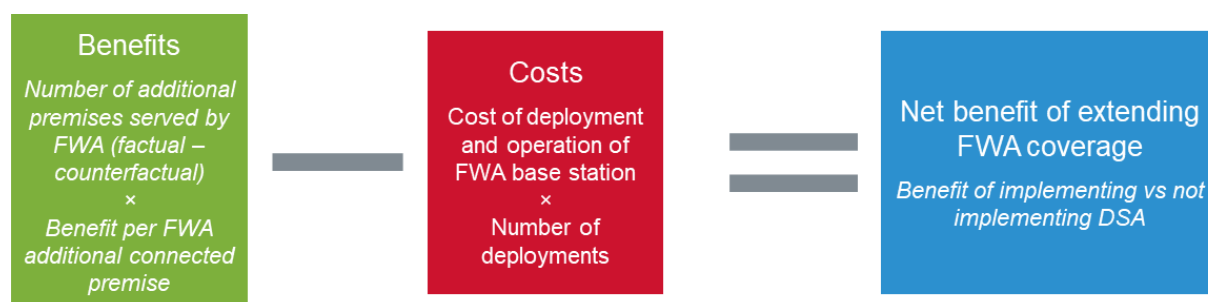 Benefits
Number of additional
premises served by
FWA (factual –
counterfactual)
×
Benefit per FWA
additional connected
premise
Costs
Cost of deployment
and operation of
FWA base station
×
Number of
deployments
Net benefit of extending
FWA coverage
Benefit of implementing vs not
implementing DSA